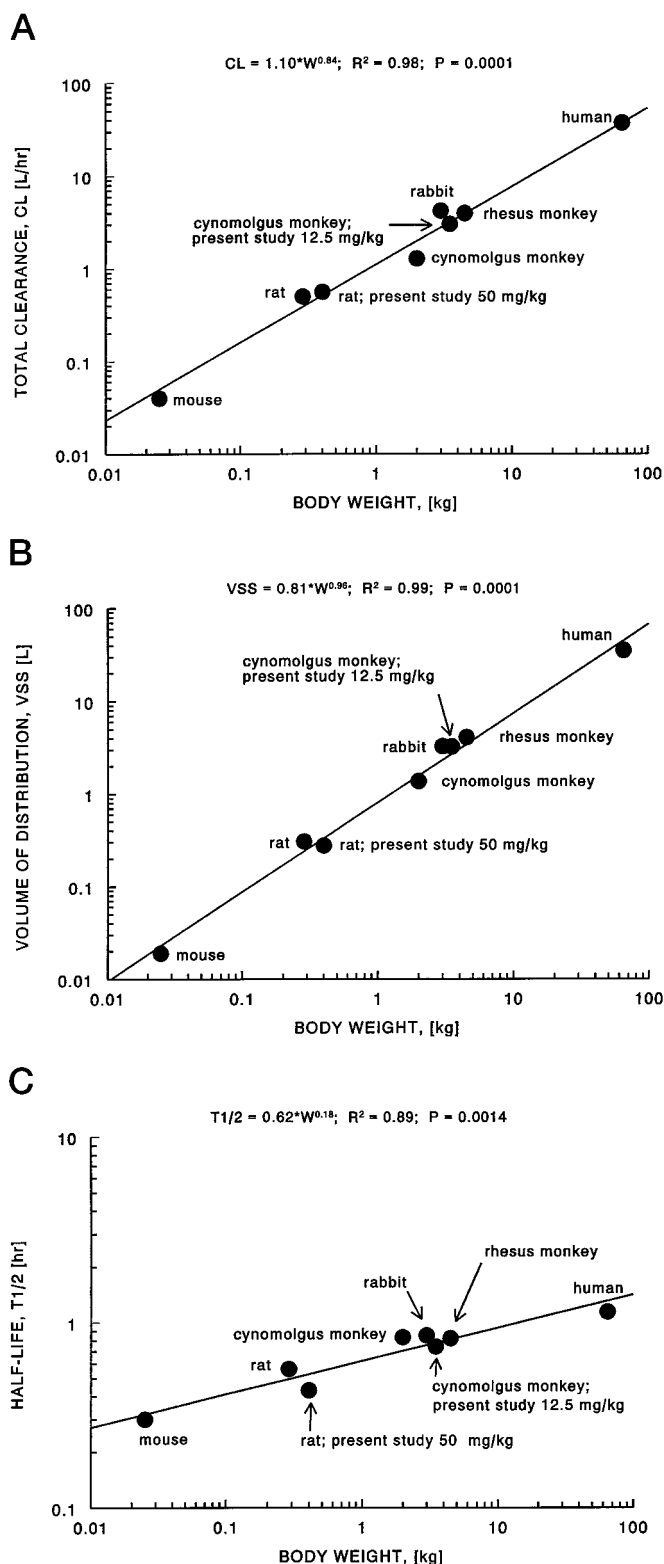 A
CL = 1.10*W0.84; R2 = 0.98; P = 0.0001
TOTAL CLEARANCE, CL [L/hr]
100
10
1
0.1
0.01
human
rabbit
rhesus monkey
cynomolgus monkey;
present study 12.5 mg/kg
cynomolgus monkey
rat
rat; present study 50 mg/kg
mouse
0.01 0.1 1 10 100
BODY WEIGHT, [kg]
B
VSS = 0.81*W0.96; R2 = 0.99; P = 0.0001
VOLUME OF DISTRIBUTION, VSS [L]
100
10
1
0.1
0.01
human
cynomolgus monkey;
present study 12.5 mg/kg
rabbit
rhesus monkey
cynomolgus monkey
rat
rat; present study 50 mg/kg
mouse
0.01 0.1 1 10 100
BODY WEIGHT, [kg]
C
T1/2 = 0.62*W0.18; R2 = 0.89; P = 0.0014
HALF-LIFE, T1/2 [hr]
10
1
0.1
rhesus monkey
rabbit
human
cynomolgus monkey
rat
cynomolgus monkey;
present study 12.5 mg/kg
mouse
rat; present study 50 mg/kg
0.01 0.1 1 10 100
BODY WEIGHT, [kg]